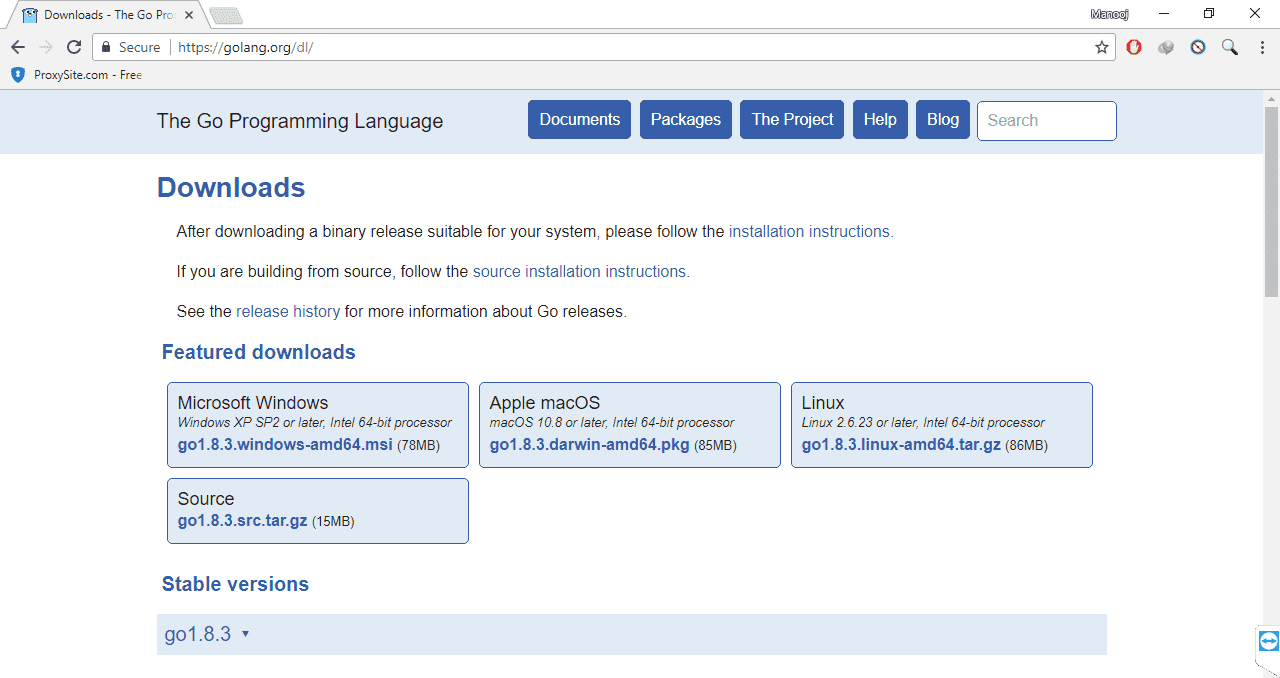 Downloads - The Go Pro
Manooj
Secure
https://golang.org/dl/
ProxySite.com - Free
The Go Programming Language
Documents
Packages
The Project
Help
Blog
Search
Downloads
After downloading a binary release suitable for your system, please follow the installation instructions.
If you are building from source, follow the source installation instructions.
See the release history for more information about Go releases.
Featured downloads
Microsoft Windows
Windows XP SP2 or later, Intel 64-bit processor
go1.8.3.windows-amd64.msi (78MB)
Apple macOS
macOS 10.8 or later, Intel 64-bit processor
go1.8.3.darwin-amd64.pkg (85MB)
Linux
Linux 2.6.23 or later, Intel 64-bit processor
go1.8.3.linux-amd64.tar.gz (86MB)
Source
go1.8.3.src.tar.gz (15MB)
Stable versions
go1.8.3 ▾